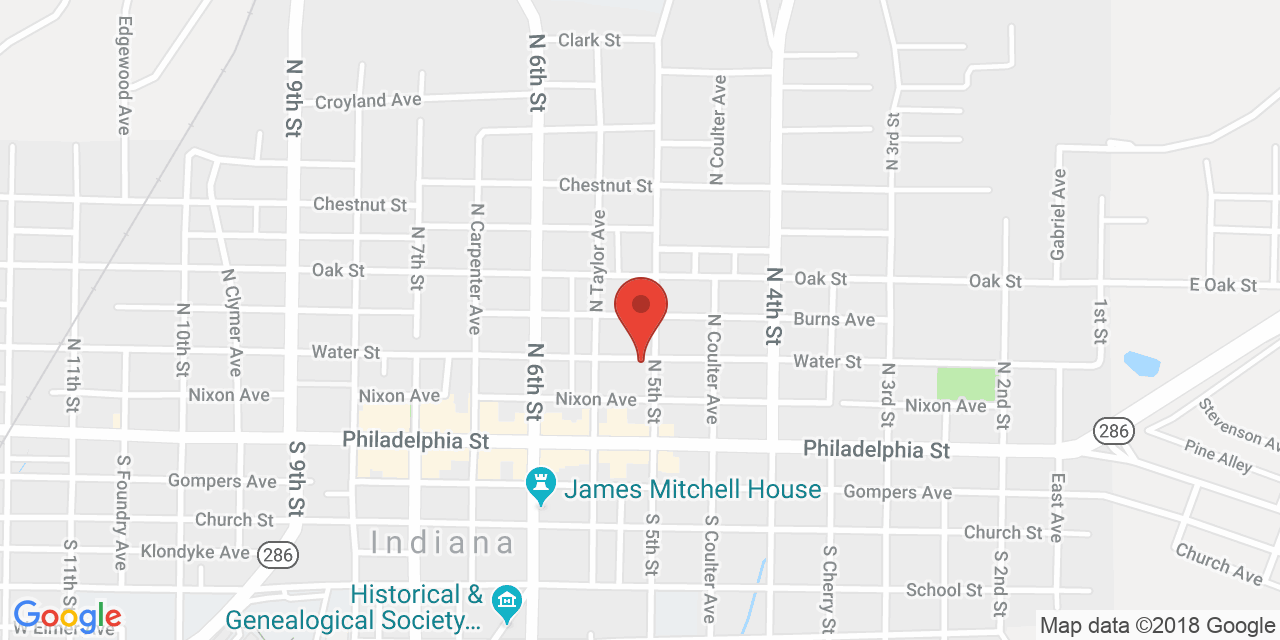 Edgewood Ave
N 9th St
N 6th St
Clark St
Croyland Ave
N Coulter Ave
N 3rd St
Chestnut St
Chestnut St
N Carpenter Ave
N 7th St
N Taylor Ave
Gabriel Ave
Oak St
Oak St
Oak St
E Oak St
N Clymer Ave
N 10th St
N 4th St
Burns Ave
N Coulter Ave
1st St
N 11th St
Water St
N 6th St
Water St
N 5th St
N 3rd St
N 2nd St
Nixon Ave
Nixon Ave
Nixon Ave
Nixon Ave
Philadelphia St
Philadelphia St
286
Stevenson Av
Pine Alley
S 9th St
S Foundry Ave
Gompers Ave
James Mitchell House
Gompers Ave
East Ave
Church St
Church St
S 11th St
Klondyke Ave
286
Indiana
S 5th St
S Coulter Ave
S Cherry St
S 2nd St
Church Ave
School St
Historical &
Genealogical Society...
Google
W Elmer Ave
Map data ©2018 Google